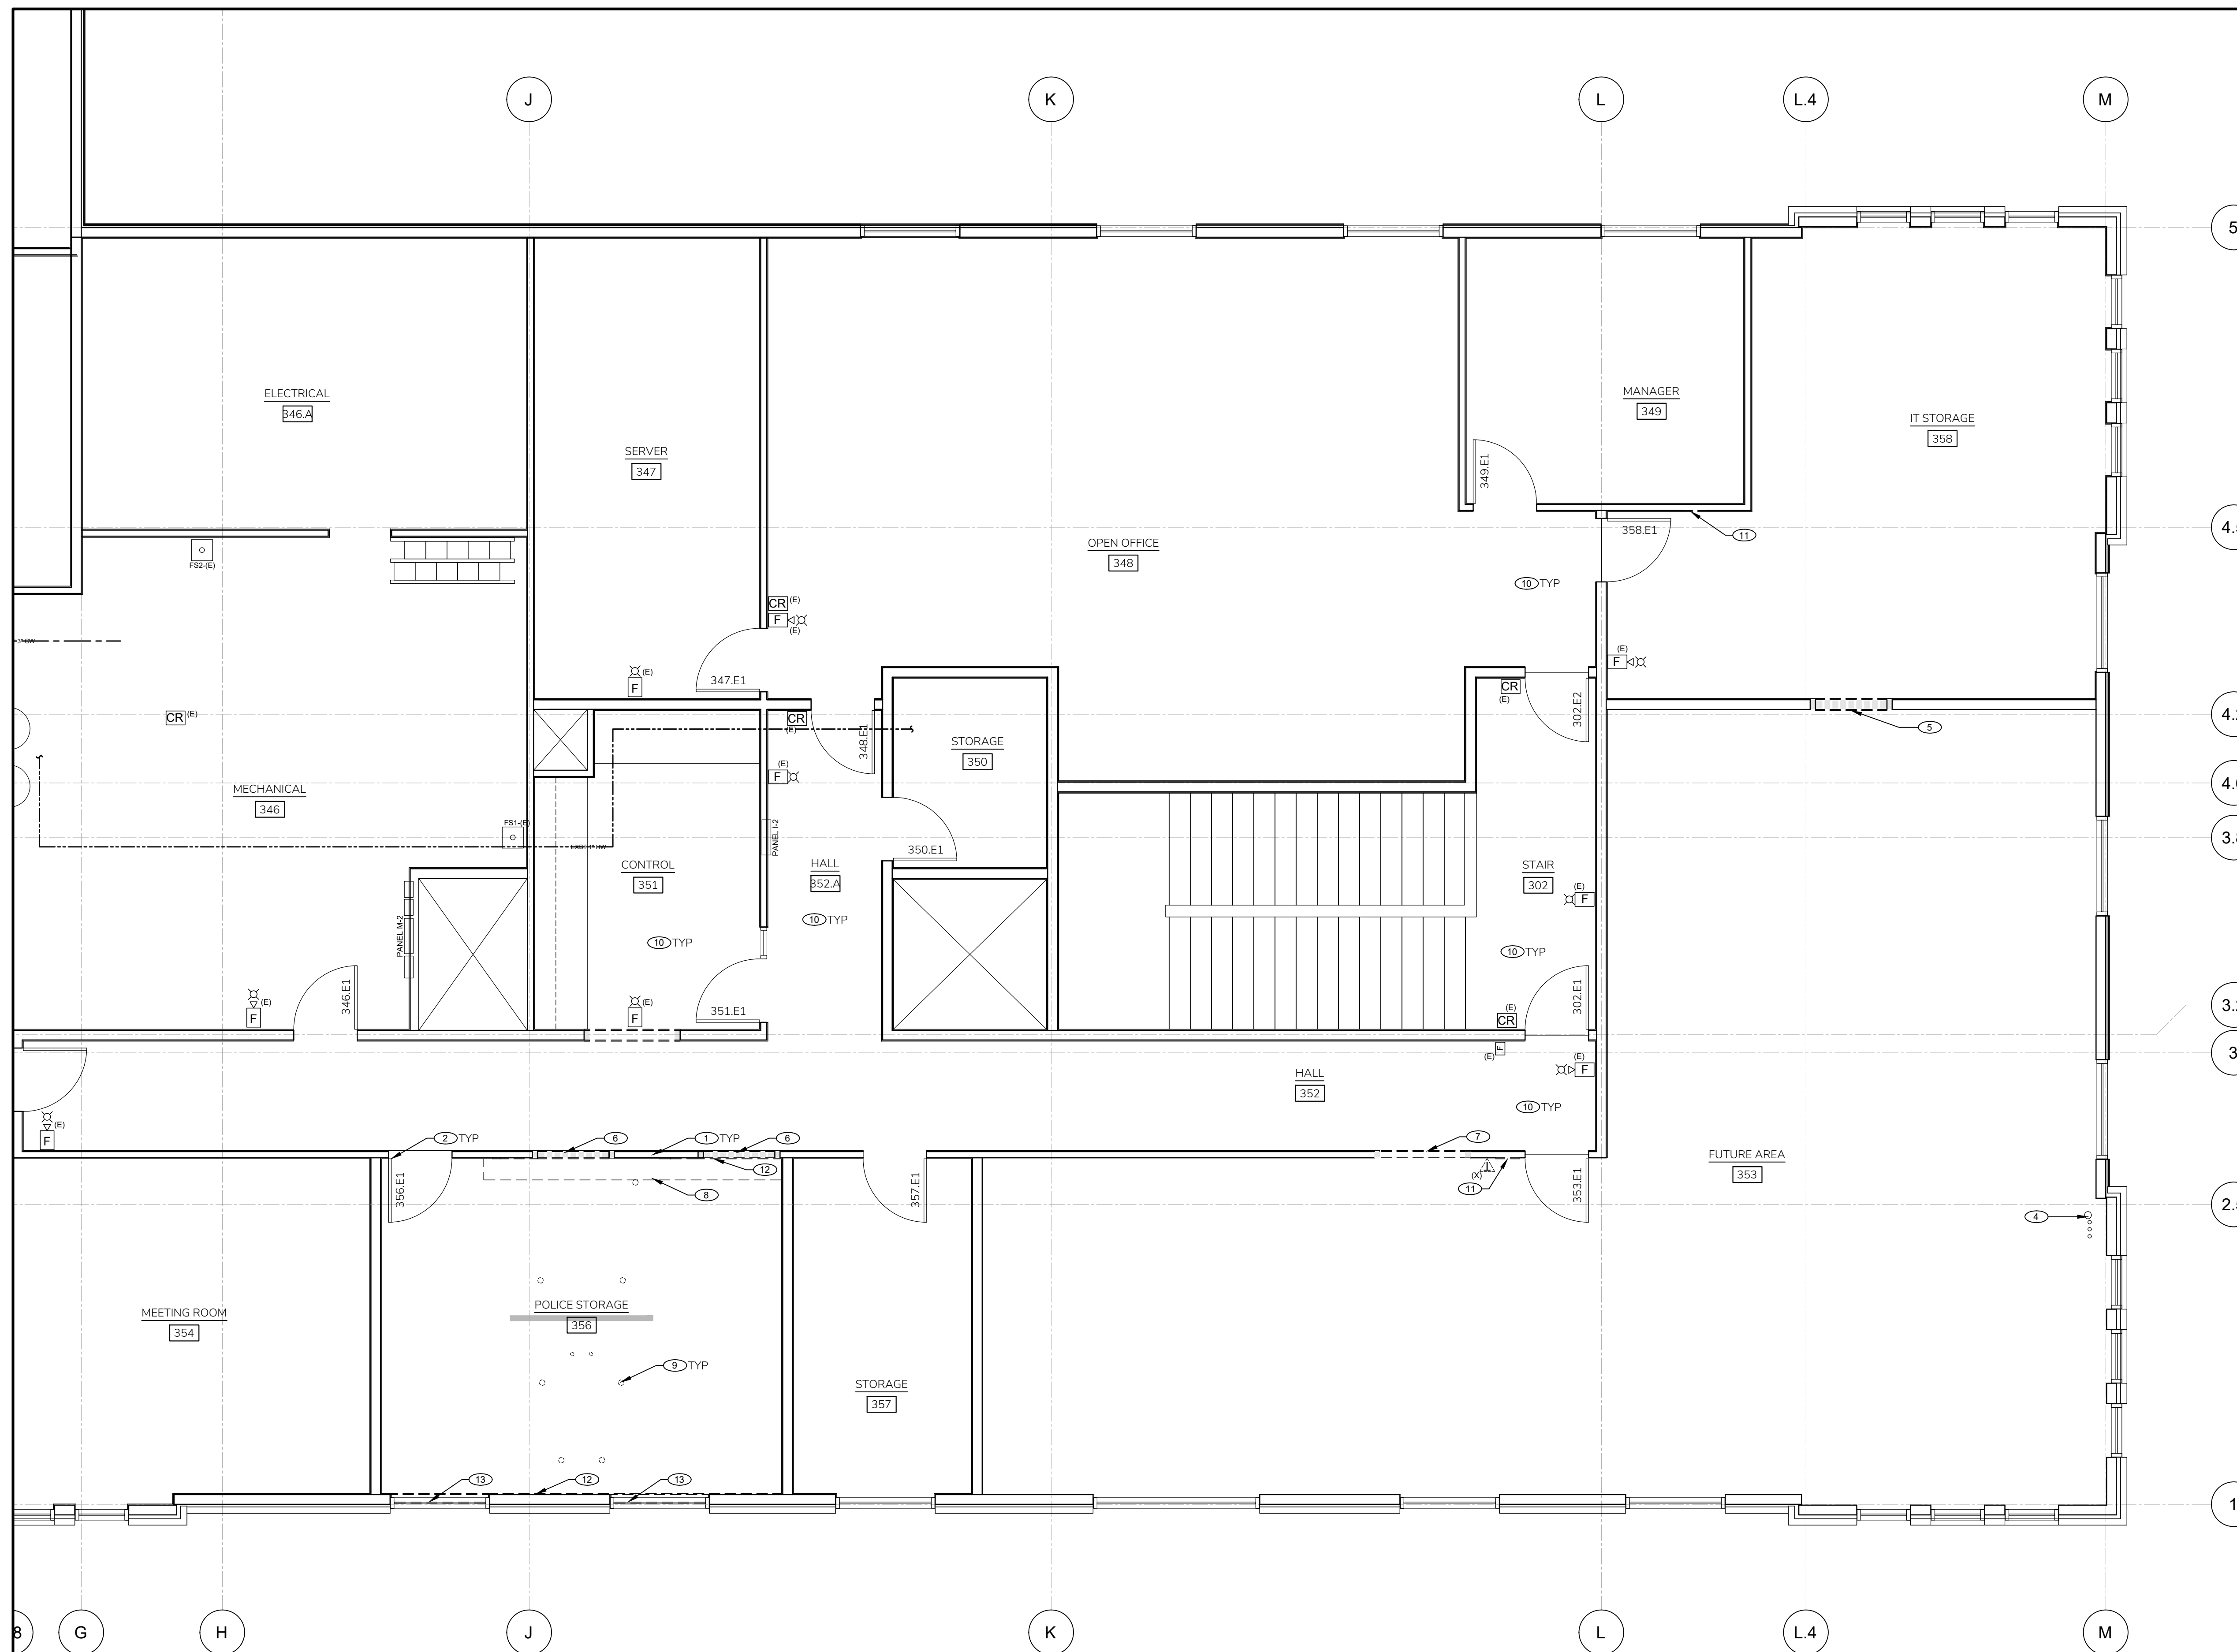 J
K
L
L.4
M
5
ELECTRICAL
346.A
SERVER
347
MANAGER
349
IT STORAGE
358
349.E1
358.E1
11
OPEN OFFICE
348
10 TYP
FS2-(E)
CR (E)
F
(E)
(E)
F
347.E1
(E)
F
CR (E)
CR
(E)
348.E1
CR
(E)
302.E2
5
STORAGE
350
(E)
F
MECHANICAL
346
FS1-(E)
PANEL I-2
350.E1
CONTROL
351
HALL
352.A
STAIR
302
(E)
F
10 TYP
10 TYP
10 TYP
PANEL M-2
346.E1
(E)
F
(E)
F
351.E1
(E)
CR
302.E1
(E)
F
(E)
F
3
HALL
352
10 TYP
(E)
F
2 TYP
6
1 TYP
6
12
8
7
(X)
1
11
356.E1
357.E1
353.E1
FUTURE AREA
353
4
MEETING ROOM
354
POLICE STORAGE
356
9 TYP
STORAGE
357
13
12
13
1
8
G
H
J
K
L
L.4
M